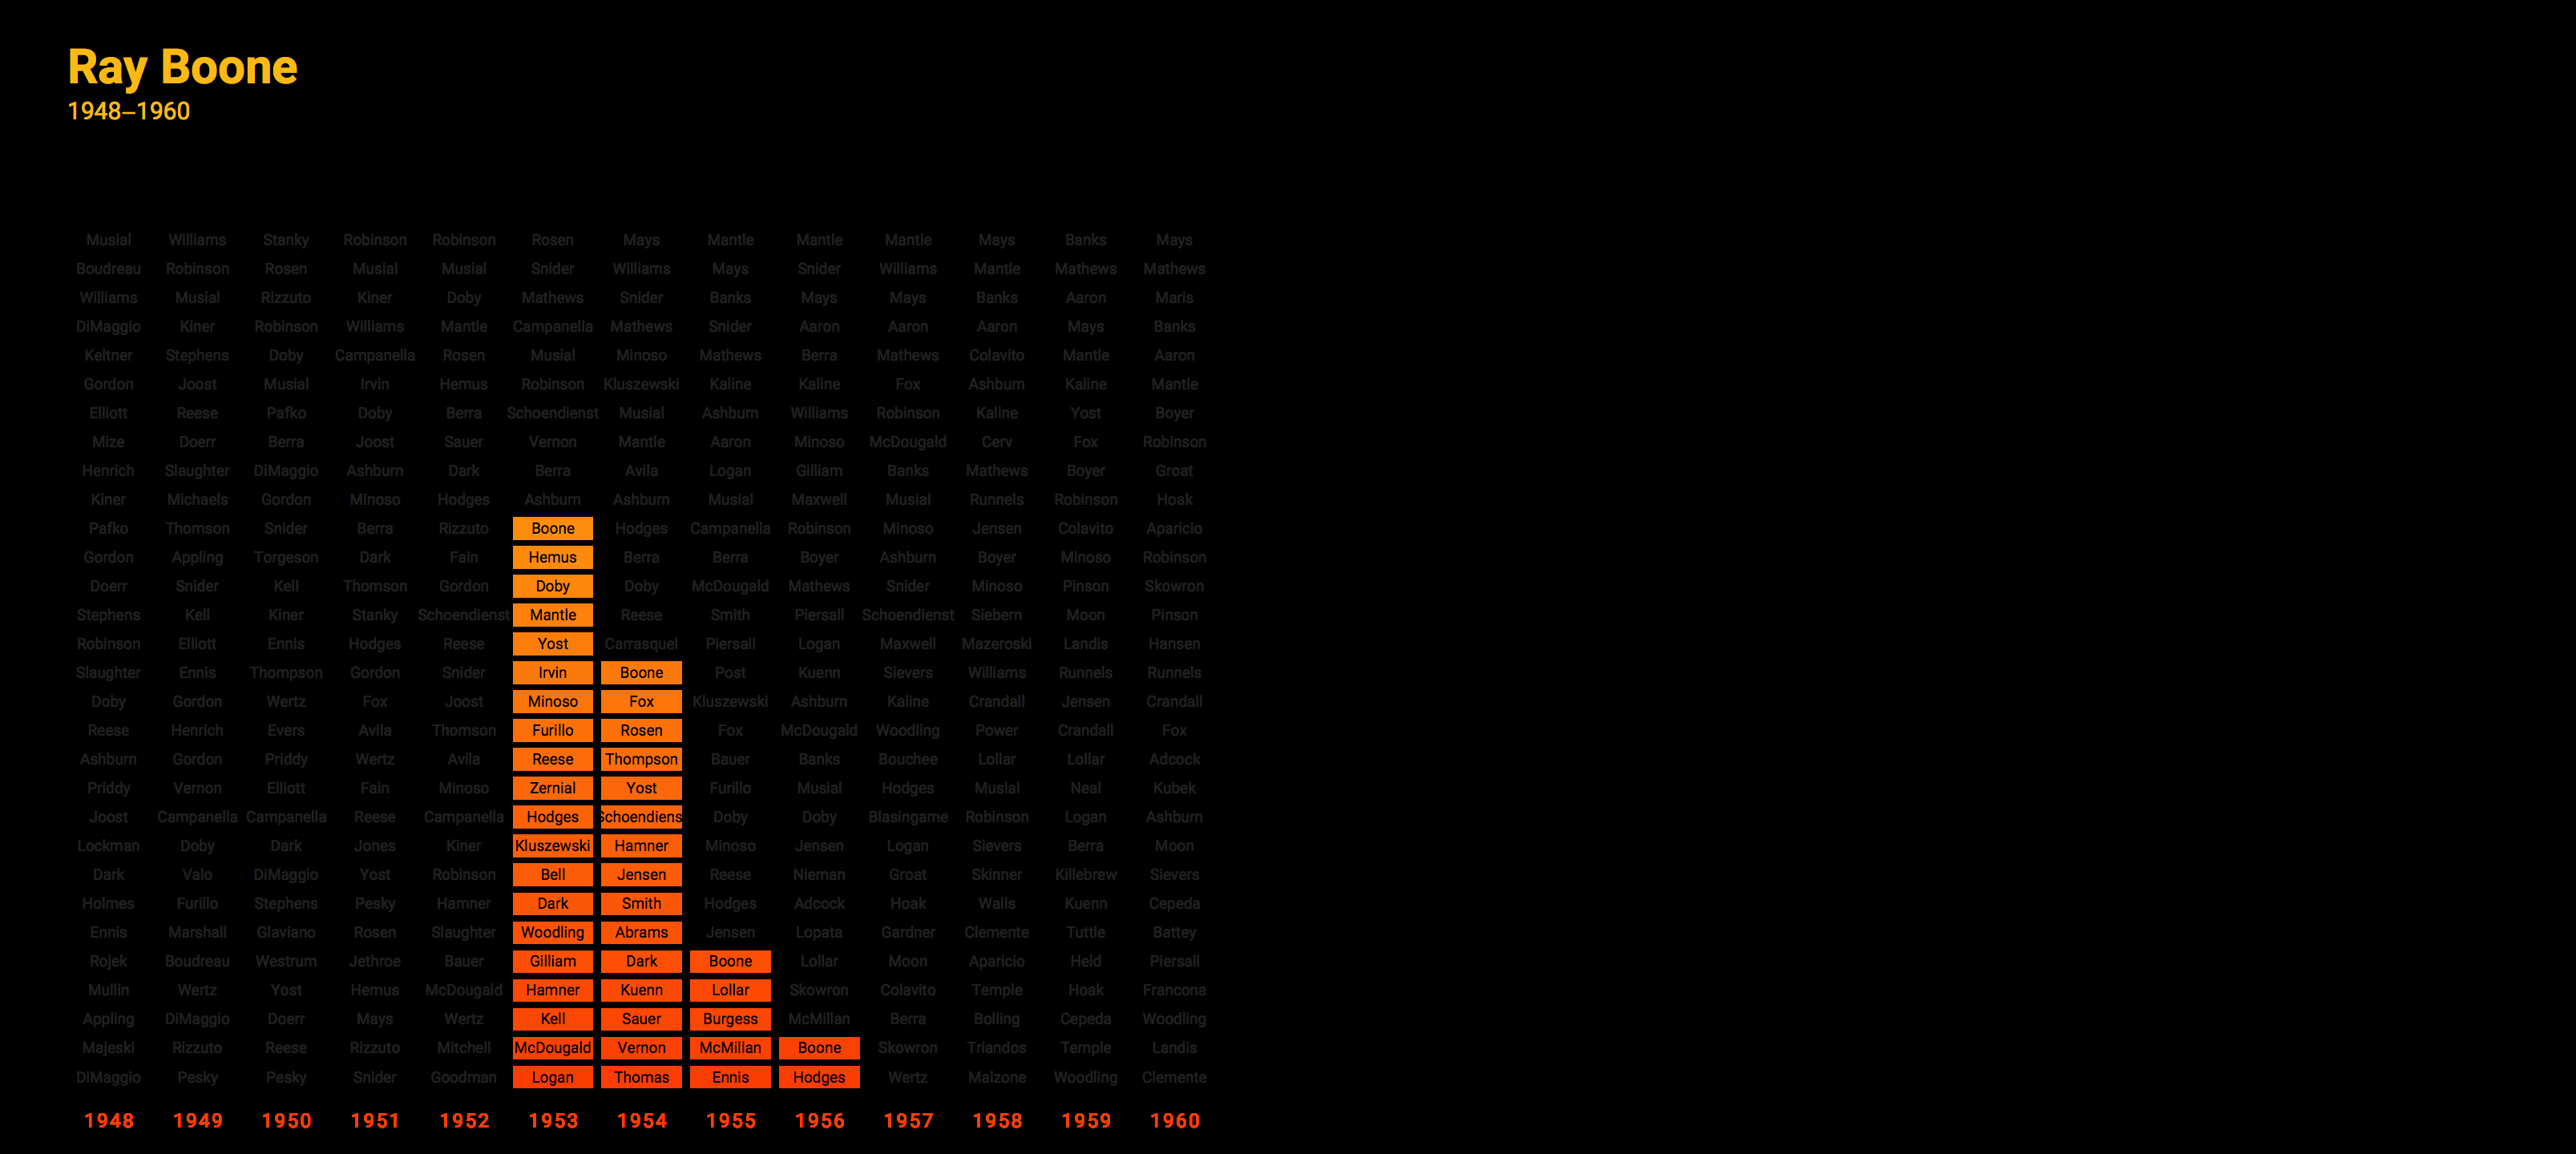 Ray Boone
1948–1960
Musial Williams Stanky Robinson Robinson Rosen Mays Mantle Mantle Mantle Mays Banks Mays
Boudreau Robinson Rosen Musial Musial Snider Williams Mays Snider Williams Mantle Mathews Mathews
Williams Musial Rizzuto Kiner Doby Mathews Snider Banks Mays Mays Banks Aaron Maris
DiMaggio Kiner Robinson Williams Mantle Campanella Mathews Snider Aaron Aaron Aaron Mays Banks
Keltner Stephens Doby Campanella Rosen Musial Minoso Mathews Berra Mathews Colavito Mantle Aaron
Gordon Joost Musial Irvin Hemus Robinson Kluszewski Kaline Kaline Fox Ashburn Kaline Mantle
Elliott Reese Pafko Doby Berra Schoendienst Musial Ashburn Williams Robinson Kaline Yost Boyer
Mize Doerr Berra Joost Sauer Vernon Mantle Aaron Minoso McDougald Cerv Fox Robinson
Henrich Slaughter DiMaggio Ashburn Dark Berra Avila Logan Gilliam Banks Mathews Boyer Groat
Kiner Michaels Gordon Minoso Hodges Ashburn Ashburn Musial Maxwell Musial Runnels Robinson Hoak
Pafko Thomson Snider Berra Rizzuto Boone Hodges Campanella Robinson Minoso Jensen Colavito Aparicio
Gordon Appling Torgeson Dark Fain Hemus Berra Berra Boyer Ashburn Boyer Minoso Robinson
Doerr Snider Kell Thomson Gordon Doby Doby McDougald Mathews Snider Minoso Pinson Skowron
Stephens Kell Kiner Stanky Schoendienst Mantle Reese Smith Piersall Schoendienst Siebern Moon Pinson
Robinson Elliott Ennis Hodges Reese Yost Carrasquel Piersall Logan Maxwell Mazeroski Landis Hansen
Slaughter Ennis Thompson Gordon Snider Irvin Boone Post Kuenn Sievers Williams Runnels Runnels
Doby Gordon Wertz Fox Joost Minoso Fox Kluszewski Ashburn Kaline Crandall Jensen Crandall
Reese Henrich Evers Avila Thomson Furillo Rosen Fox McDougald Woodling Power Crandall Fox
Ashburn Gordon Priddy Wertz Avila Reese Thompson Bauer Banks Bouchee Lollar Lollar Adcock
Priddy Vernon Elliott Fain Minoso Zernial Yost Furillo Musial Hodges Musial Neal Kubek
Joost Campanella Campanella Reese Campanella Hodges Schoendiens Doby Doby Blasingame Robinson Logan Ashburn
Lockman Doby Dark Jones Kiner Kluszewski Hamner Minoso Jensen Logan Sievers Berra Moon
Dark Valo DiMaggio Yost Robinson Bell Jensen Reese Nieman Groat Skinner Killebrew Sievers
Holmes Furillo Stephens Pesky Hamner Dark Smith Hodges Adcock Hoak Walls Kuenn Cepeda
Ennis Marshall Glaviano Rosen Slaughter Woodling Abrams Jensen Lopata Gardner Clemente Tuttle Battey
Rojek Boudreau Westrum Jethroe Bauer Gilliam Dark Boone Lollar Moon Aparicio Held Piersall
Mullin Wertz Yost Hemus McDougald Hamner Kuenn Lollar Skowron Colavito Temple Hoak Francona
Appling DiMaggio Doerr Mays Wertz Kell Sauer Burgess McMillan Berra Bolling Cepeda Woodling
Majeski Rizzuto Reese Rizzuto Mitchell McDougald Vernon McMillan Boone Skowron Triandos Temple Landis
DiMaggio Pesky Pesky Snider Goodman Logan Thomas Ennis Hodges Wertz Malzone Woodling Clemente
1948 1949 1950 1951 1952 1953 1954 1955 1956 1957 1958 1959 1960